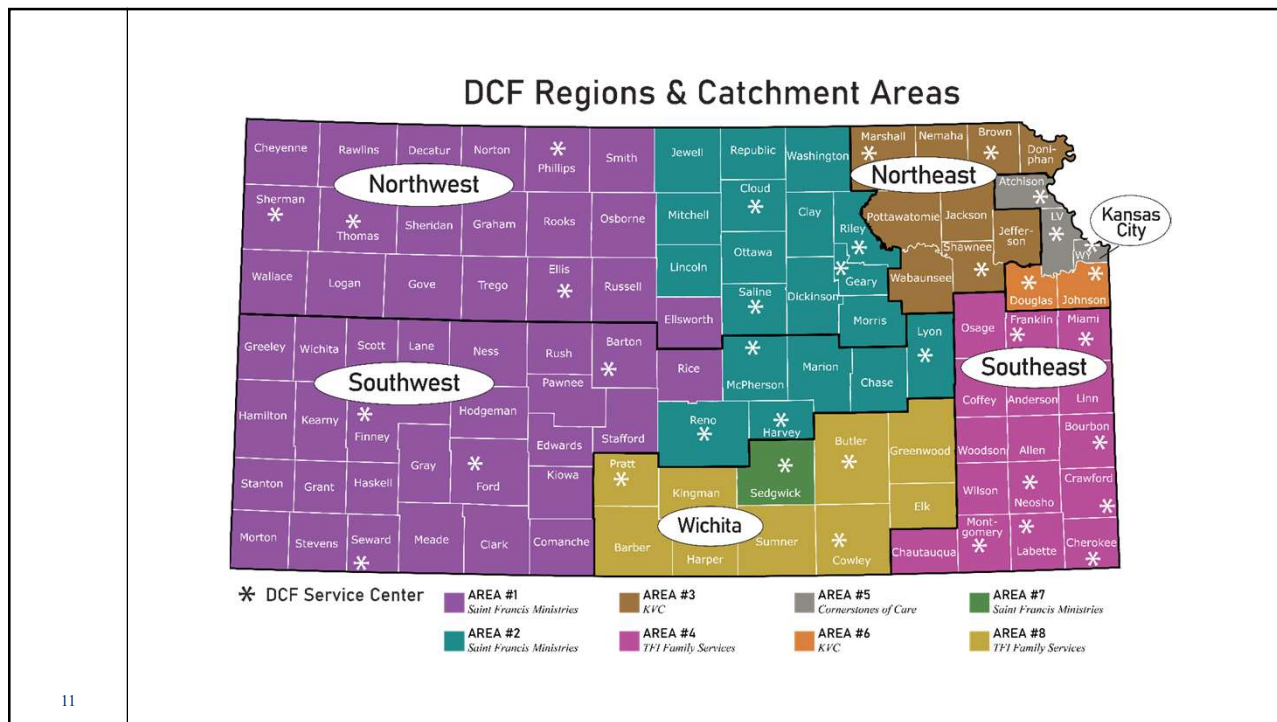 DCF Regions & Catchment Areas
Cheyenne
Rawlins
Decatur
Norton
*
Phillips
Smith
Jewell
Republic
Washington
Marshall
*
Nemaha
Brown
*
Doni-
phan
Northwest
Northeast
Atchison
*
Sherman
*
*
Thomas
Sheridan
Graham
Rooks
Osborne
Mitchell
Cloud
*
Clay
Riley
*
Pottawatomie
Jackson
Jeffer-
son
LV
*
Kansas
City
*
WY
Wallace
Logan
Gove
Trego
Ellis
*
Russell
Lincoln
Ottawa
Saline
*
Dickinson
*
Geary
Wabaunsee
Shawnee
*
*
Douglas
*
Johnson
Ellsworth
Morris
Lyon
*
Osage
Franklin
*
Miami
*
Greeley
Wichita
Scott
Lane
Ness
Rush
Barton
*
Rice
*
McPherson
Marion
Chase
Southwest
Southeast
Pawnee
Hamilton
Kearny
*
Finney
Hodgeman
Stafford
Edwards
Reno
*
*
Harvey
Coffey
Anderson
Linn
Gray
*
Ford
Kiowa
Pratt
*
Kingman
*
Sedgwick
Butler
*
Greenwood
Woodson
Allen
Bourbon
*
Stanton
Grant
Haskell
Elk
Wilson
*
Neosho
Crawford
*
Wichita
Morton
Stevens
Seward
*
Meade
Clark
Comanche
Barber
Harper
Sumner
*
Cowley
Chautauqua
Mont-
gomery
*
*
Labette
Cherokee
*
* DCF Service Center
AREA #1
Saint Francis Ministries
AREA #3
KVC
AREA #5
Cornerstones of Care
AREA #7
Saint Francis Ministries
AREA #2
Saint Francis Ministries
AREA #4
TFI Family Services
AREA #6
KVC
AREA #8
TFI Family Services
11